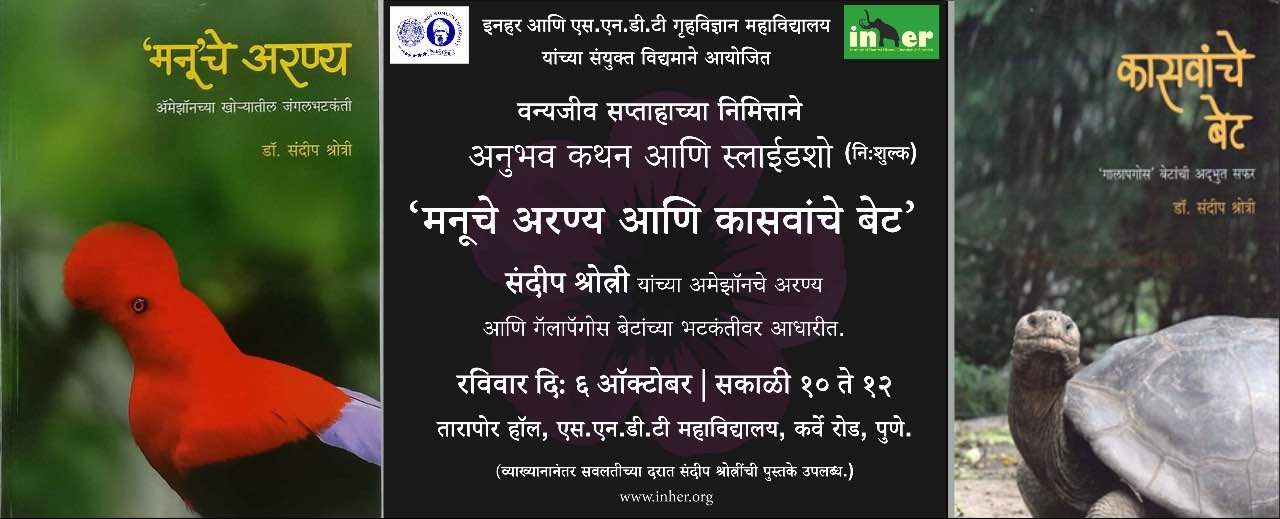 ‘मनू’चे अरण्य
ॲमेझॉनच्या खोऱ्यातील जंगलभटकंती
डॉ. संदीप श्रोत्री
इनहर आणि एस.एन.डी.टी गृहविज्ञान महाविद्यालय
यांच्या संयुक्त विद्यमाने आयोजित
inher
वन्यजीव सप्ताहाच्या निमित्ताने
अनुभव कथन आणि स्लाईडशो (निःशुल्क)
‘मनूचे अरण्य आणि कासवांचे बेट’
संदीप श्रोत्री यांच्या अमेझॉनचे अरण्य
आणि गॅलापॅगोस बेटांच्या भटकंतीवर आधारीत.
रविवार दि: ६ ऑक्टोबर | सकाळी १० ते १२
तारापोर हॉल, एस.एन.डी.टी महाविद्यालय, कर्वे रोड, पुणे.
(व्याख्यानानंतर सवलतीच्या दरात संदीप श्रोत्रींची पुस्तके उपलब्ध.)
www.inher.org
कासवांचे
बेट
‘गालापगोस’ बेटांची अद्भुत सफर
डॉ. संदीप श्रोत्री